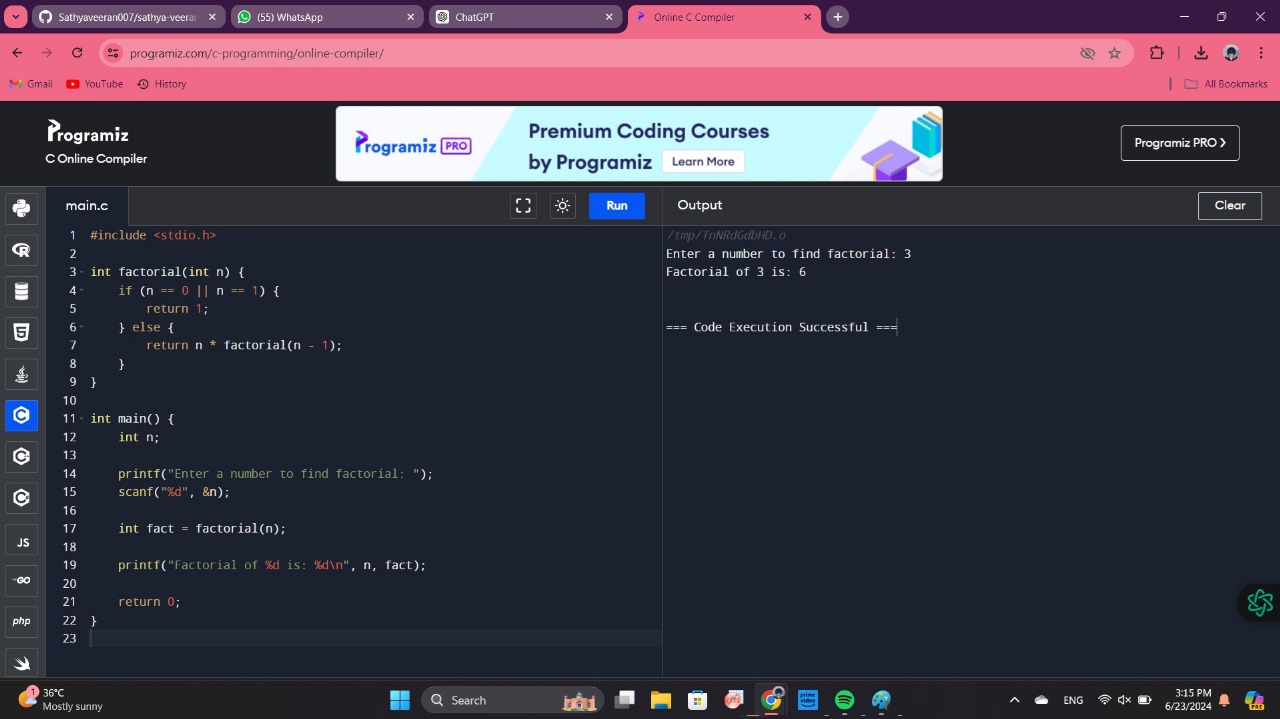 Sathyaveeran007/sathya-veerar
(55) WhatsApp
ChatGPT
Online C Compiler
programiz.com/c-programming/online-compiler/
Gmail
YouTube
History
All Bookmarks
Programiz
C Online Compiler
Programiz PRO
Premium Coding Courses
by Programiz
Learn More
Programiz PRO ❯
main.c
Run
Output
Clear
1 #include <stdio.h>
2
3 int factorial(int n) {
4 if (n == 0 || n == 1) {
5 return 1;
6 } else {
7 return n * factorial(n - 1);
8 }
9 }
10
11 int main() {
12 int n;
13
14 printf("Enter a number to find factorial: ");
15 scanf("%d", &n);
16
17 int fact = factorial(n);
18
19 printf("Factorial of %d is: %d\n", n, fact);
20
21 return 0;
22 }
23
/tmp/TnNRdGdbHD.o
Enter a number to find factorial: 3
Factorial of 3 is: 6
=== Code Execution Successful ===
R
5
C
C
C
JS
GO
php
1
36°C
Mostly sunny
Search
prime video
ENG
3:15 PM
6/23/2024
PRE